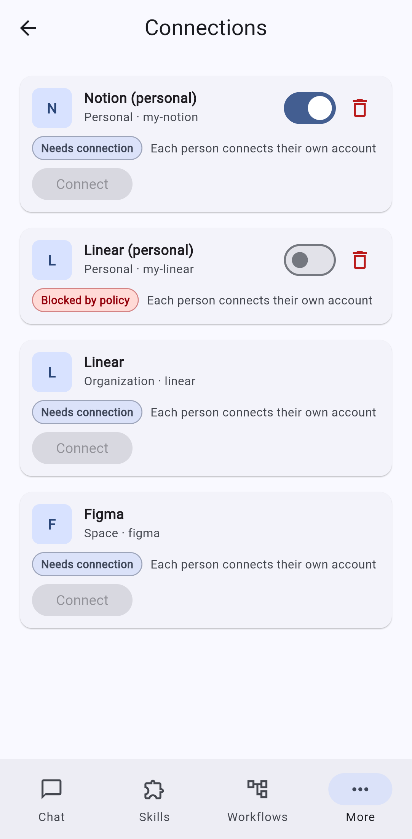 Connections
N
Notion (personal)
Personal · my-notion
Needs connection Each person connects their own account
Connect
L
Linear (personal)
Personal · my-linear
Blocked by policy Each person connects their own account
L
Linear
Organization · linear
Needs connection Each person connects their own account
Connect
F
Figma
Space · figma
Needs connection Each person connects their own account
Connect
Chat Skills Workflows More